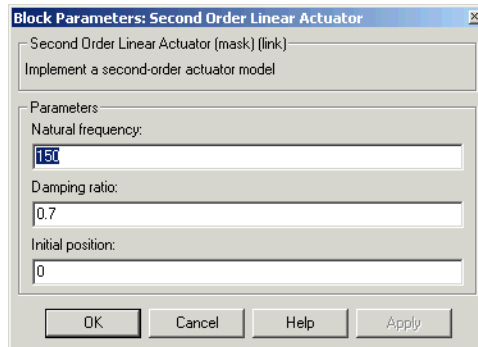 Block Parameters: Second Order Linear Actuator
Second Order Linear Actuator (mask) (link)
Implement a second-order actuator model
Parameters
Natural frequency:
150
Damping ratio:
0.7
Initial position:
0
OK Cancel Help Apply